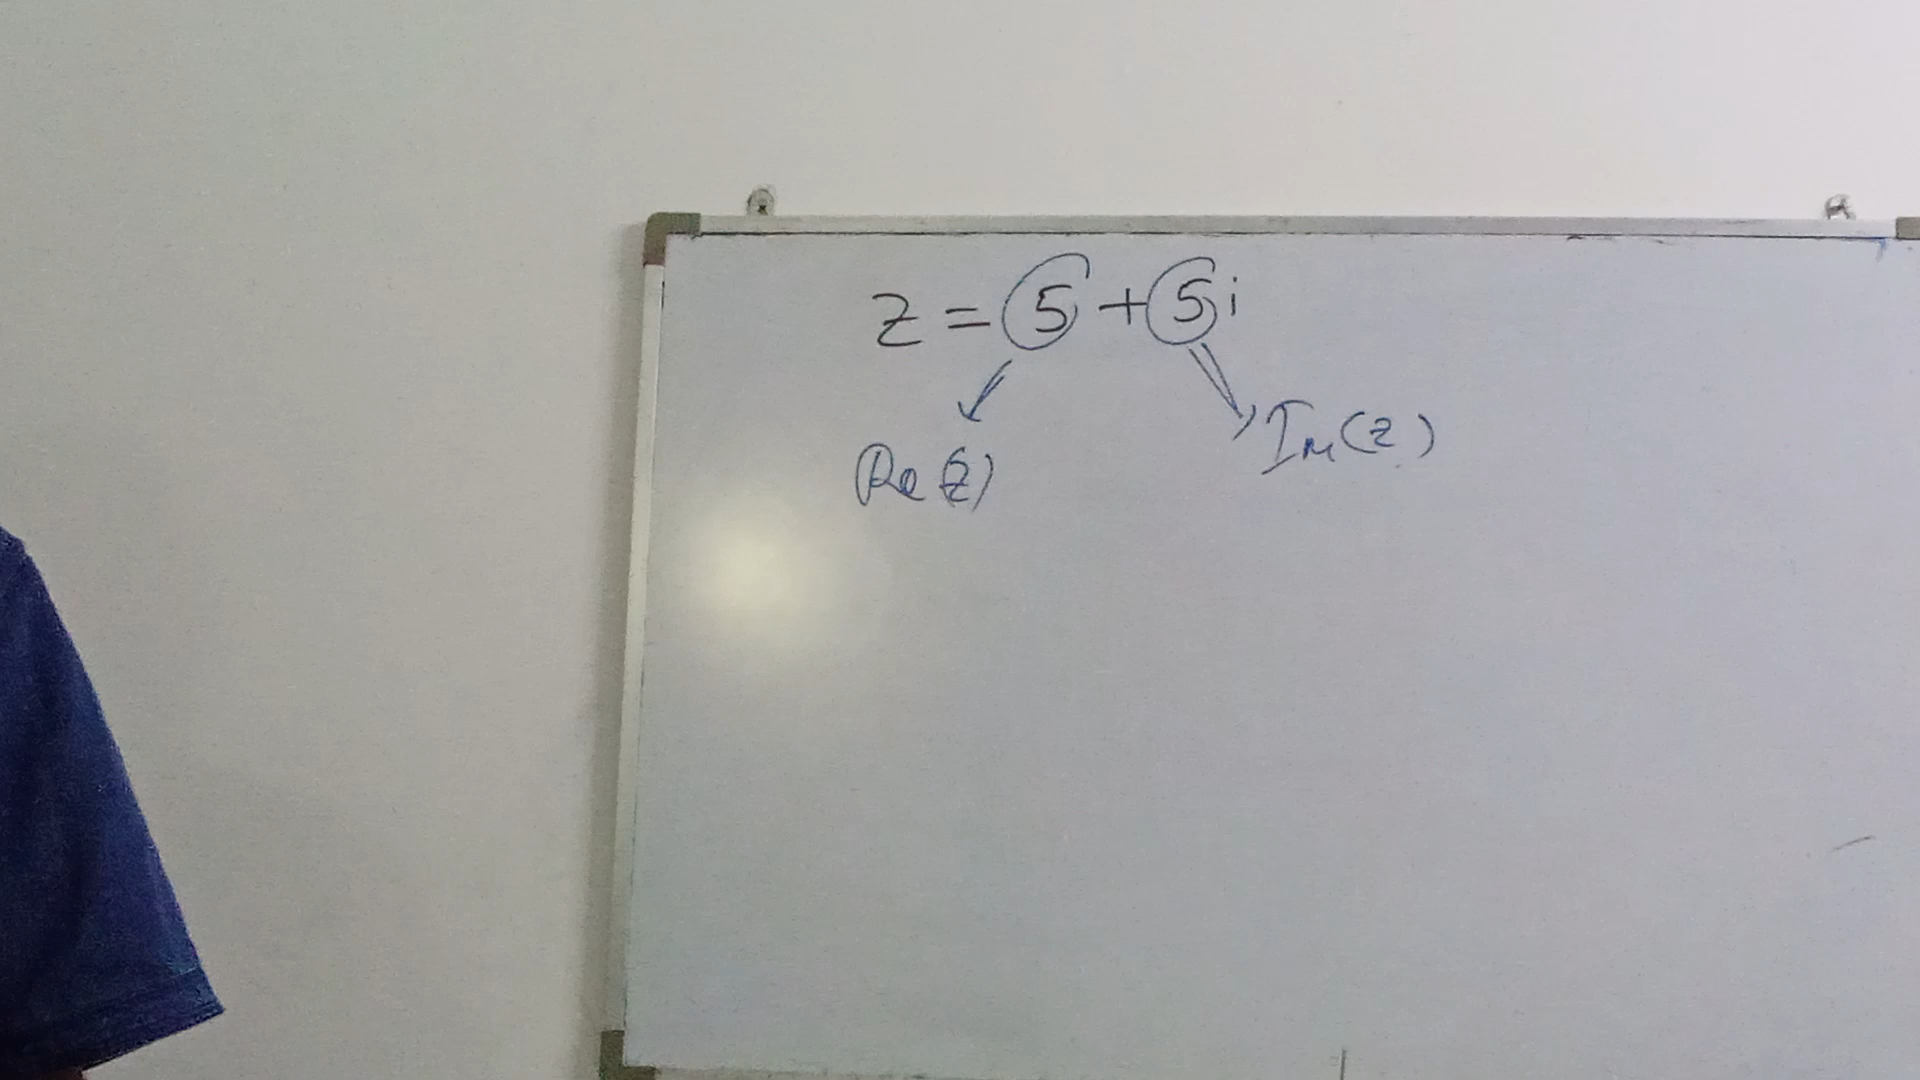 z = 5 + 5i
Re(z)
Im(z)